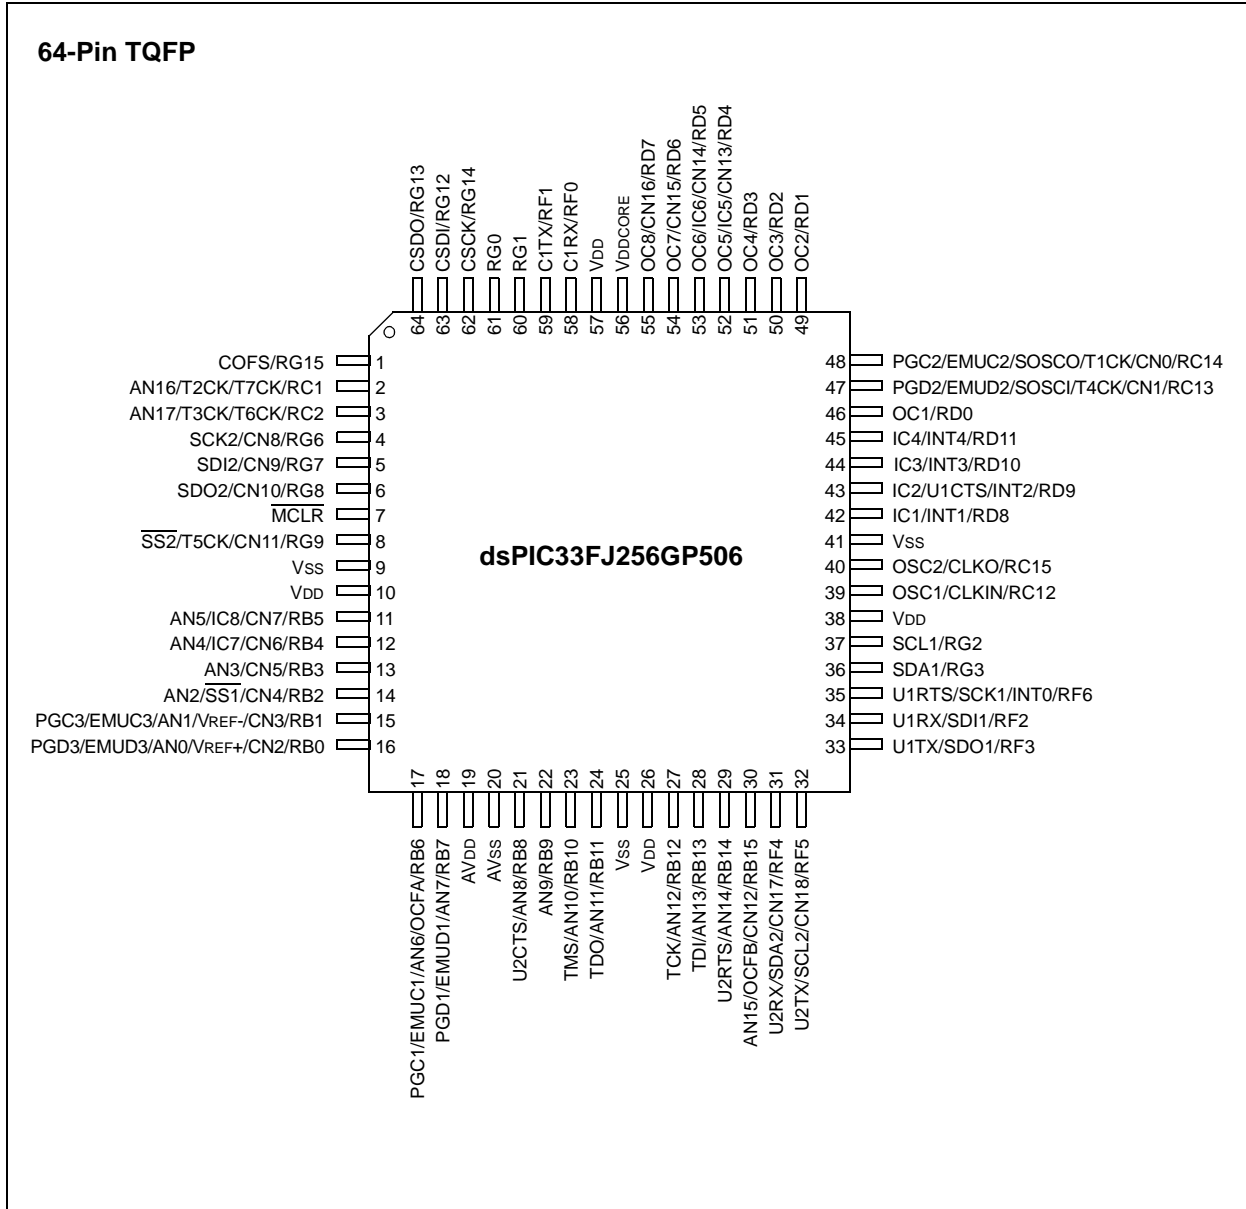 64-Pin TQFP
CSDO/RG13
CSDI/RG12
CSCK/RG14
RG0
RG1
C1TX/RF1
C1RX/RF0
VDD
VDDCORE
OC8/CN16/RD7
OC7/CN15/RD6
OC6/IC6/CN14/RD5
OC5/IC5/CN13/RD4
OC4/RD3
OC3/RD2
OC2/RD1
64
63
62
61
60
59
58
57
56
55
54
53
52
51
50
49
COFS/RG15 1
AN16/T2CK/T7CK/RC1 2
AN17/T3CK/T6CK/RC2 3
SCK2/CN8/RG6 4
SDI2/CN9/RG7 5
SDO2/CN10/RG8 6
MCLR 7
SS2/T5CK/CN11/RG9 8
VSS 9
VDD 10
AN5/IC8/CN7/RB5 11
AN4/IC7/CN6/RB4 12
AN3/CN5/RB3 13
AN2/SS1/CN4/RB2 14
PGC3/EMUC3/AN1/VREF-/CN3/RB1 15
PGD3/EMUD3/AN0/VREF+/CN2/RB0 16
dsPIC33FJ256GP506
48 PGC2/EMUC2/SOSCO/T1CK/CN0/RC14
47 PGD2/EMUD2/SOSCI/T4CK/CN1/RC13
46 OC1/RD0
45 IC4/INT4/RD11
44 IC3/INT3/RD10
43 IC2/U1CTS/INT2/RD9
42 IC1/INT1/RD8
41 VSS
40 OSC2/CLKO/RC15
39 OSC1/CLKIN/RC12
38 VDD
37 SCL1/RG2
36 SDA1/RG3
35 U1RTS/SCK1/INT0/RF6
34 U1RX/SDI1/RF2
33 U1TX/SDO1/RF3
17
18
19
20
21
22
23
24
25
26
27
28
29
30
31
32
PGC1/EMUC1/AN6/OCFA/RB6
PGD1/EMUD1/AN7/RB7
AVDD
AVSS
U2CTS/AN8/RB8
AN9/RB9
TMS/AN10/RB10
TDO/AN11/RB11
VSS
VDD
TCK/AN12/RB12
TDI/AN13/RB13
U2RTS/AN14/RB14
AN15/OCFB/CN12/RB15
U2RX/SDA2/CN17/RF4
U2TX/SCL2/CN18/RF5